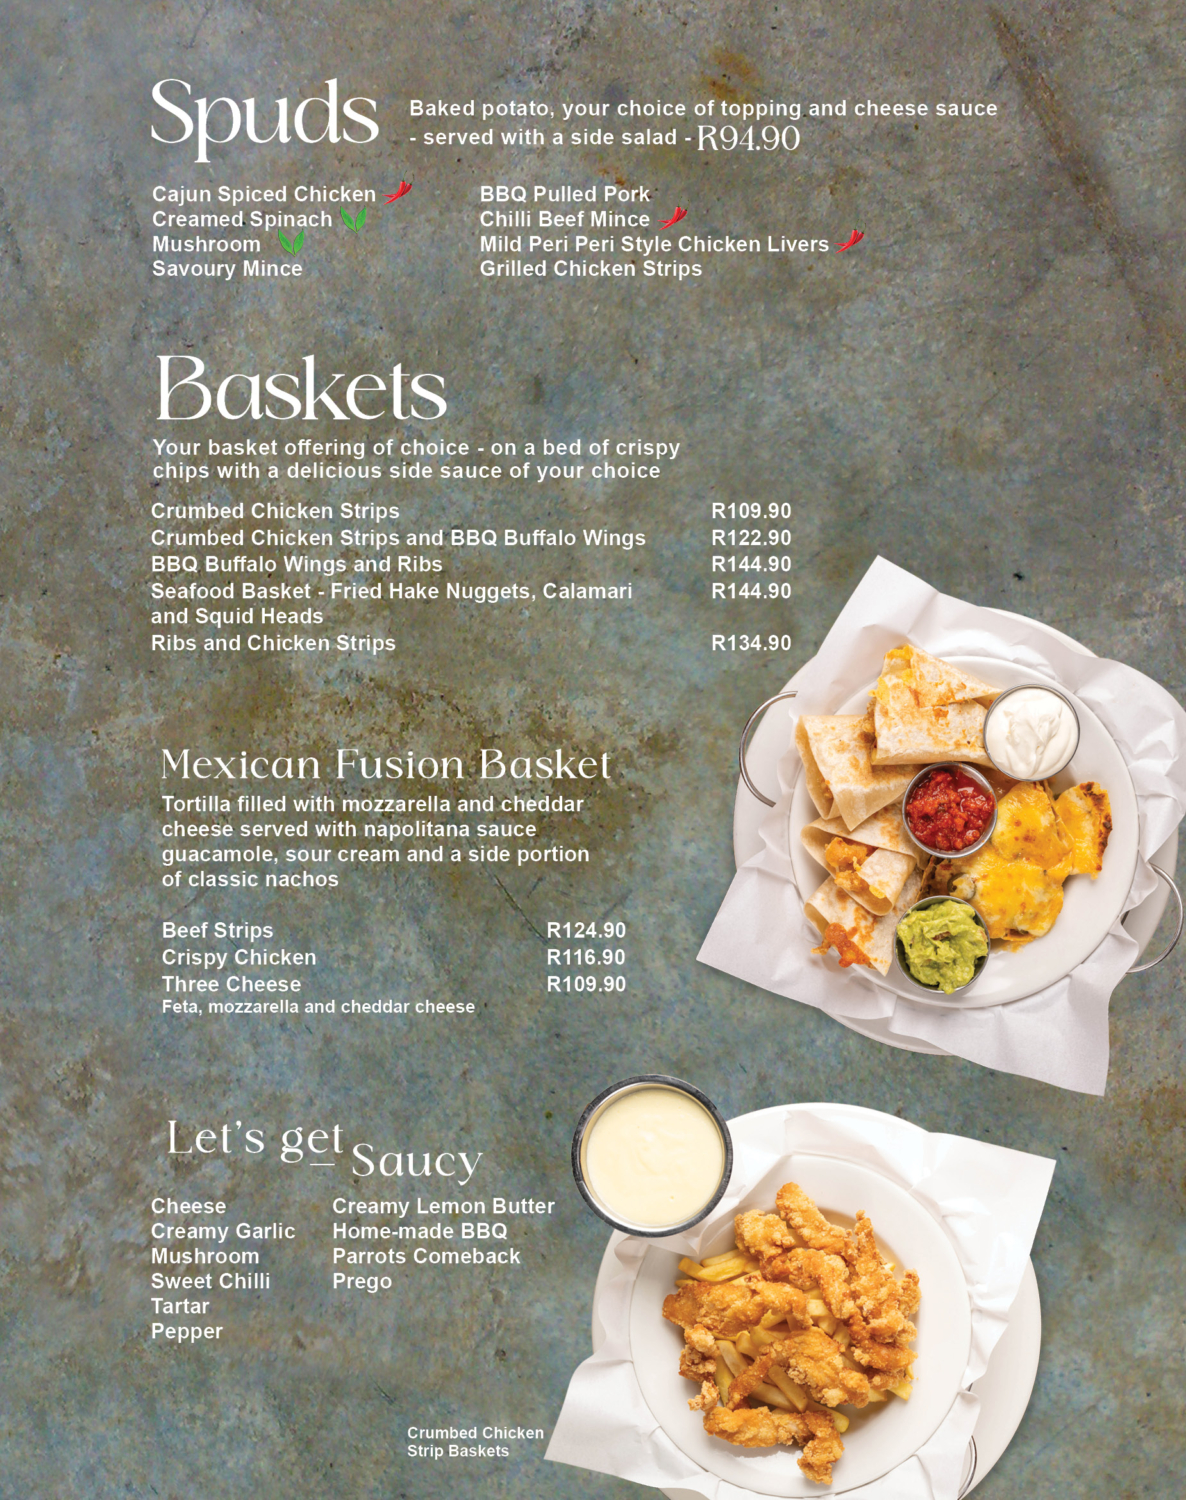 Spuds
Baked potato, your choice of topping and cheese sauce
- served with a side salad - R94.90
Cajun Spiced Chicken
Creamed Spinach
Mushroom
Savoury Mince
BBQ Pulled Pork
Chilli Beef Mince
Mild Peri Peri Style Chicken Livers
Grilled Chicken Strips
Baskets
Your basket offering of choice - on a bed of crispy
chips with a delicious side sauce of your choice
Crumbed Chicken Strips R109.90
Crumbed Chicken Strips and BBQ Buffalo Wings R122.90
BBQ Buffalo Wings and Ribs R144.90
Seafood Basket - Fried Hake Nuggets, Calamari R144.90
and Squid Heads
Ribs and Chicken Strips R134.90
Mexican Fusion Basket
Tortilla filled with mozzarella and cheddar
cheese served with napolitana sauce
guacamole, sour cream and a side portion
of classic nachos
Beef Strips R124.90
Crispy Chicken R116.90
Three Cheese R109.90
Feta, mozzarella and cheddar cheese
Let's get Saucy
Cheese
Creamy Garlic
Mushroom
Sweet Chilli
Tartar
Pepper
Creamy Lemon Butter
Home-made BBQ
Parrots Comeback
Prego
Crumbed Chicken
Strip Baskets